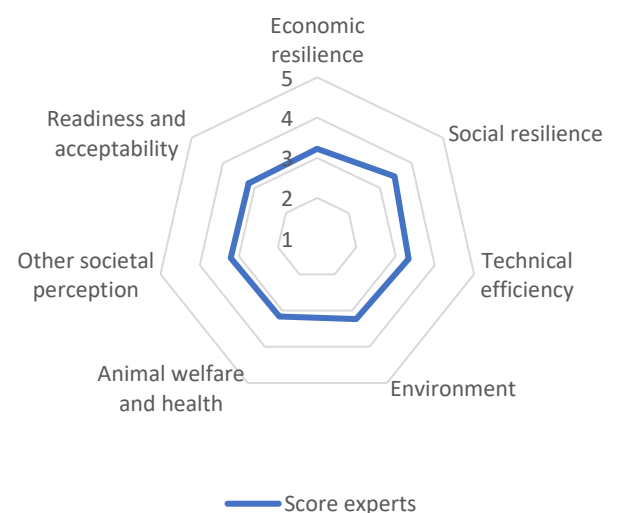 Economic
resilience
5
4
3
2
1
Social resilience
Technical
efficiency
Environment
Animal welfare
and health
Other societal
perception
Readiness and
acceptability
Score experts